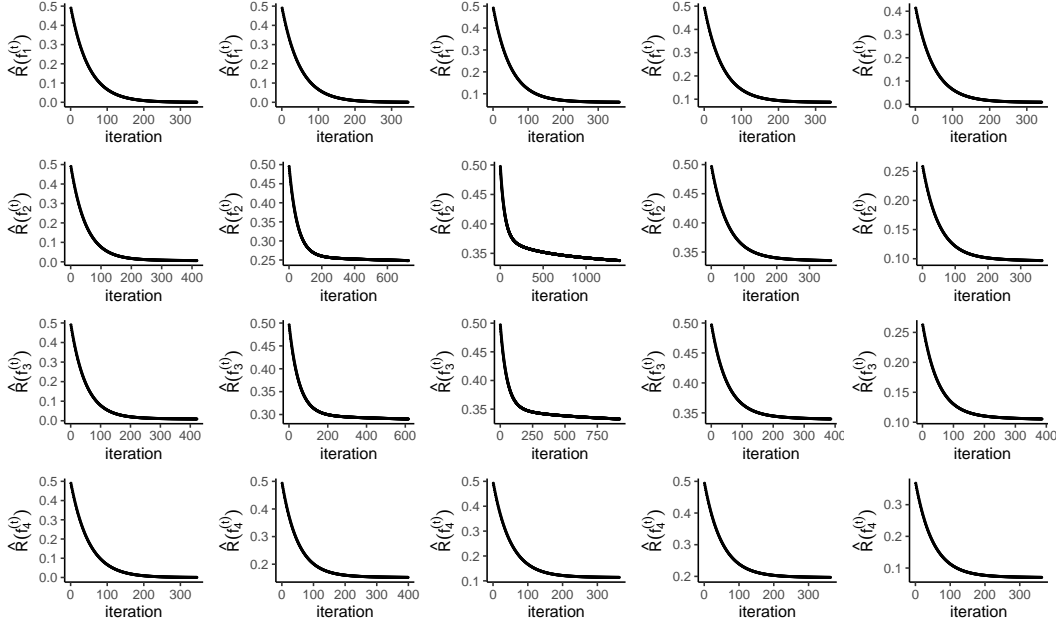 0.5 0.5 0.5 0.5
0.4 0.4 0.4 0.4 0.4
0.3 0.3 0.3 0.3 0.3
0.2 0.2 0.2 0.2 0.2
0.1 0.1 0.1 0.1 0.1
0.0 0.0 0.0
R̂(f₁⁽ᵗ⁾) R̂(f₁⁽ᵗ⁾) R̂(f₁⁽ᵗ⁾) R̂(f₁⁽ᵗ⁾) R̂(f₁⁽ᵗ⁾)
0 100 200 300 0 100 200 300 0 100 200 300 0 100 200 300 0 100 200 300
iteration iteration iteration iteration iteration
0.5 0.50 0.50 0.50 0.25
0.4 0.45 0.45 0.45 0.20
0.3 0.40 0.40 0.40 0.15
0.2 0.35 0.35 0.35 0.10
0.1 0.30
0.0 0.25
R̂(f₂⁽ᵗ⁾) R̂(f₂⁽ᵗ⁾) R̂(f₂⁽ᵗ⁾) R̂(f₂⁽ᵗ⁾) R̂(f₂⁽ᵗ⁾)
0 100 200 300 400 0 200 400 600 0 500 1000 0 100 200 300 0 100 200 300
iteration iteration iteration iteration iteration
0.5 0.50 0.50 0.50 0.25
0.4 0.45 0.45 0.45 0.20
0.3 0.40 0.40 0.40 0.15
0.2 0.35 0.35 0.35 0.10
0.1 0.30
0.0
R̂(f₃⁽ᵗ⁾) R̂(f₃⁽ᵗ⁾) R̂(f₃⁽ᵗ⁾) R̂(f₃⁽ᵗ⁾) R̂(f₃⁽ᵗ⁾)
0 100 200 300 400 0 200 400 600 0 250 500 750 0 100 200 300 400 0 100 200 300 400
iteration iteration iteration iteration iteration
0.5 0.5 0.5
0.4 0.4 0.4 0.4
0.3 0.3 0.3 0.3
0.2 0.2 0.2 0.2 0.2
0.1 0.1 0.1
0.0
R̂(f₄⁽ᵗ⁾) R̂(f₄⁽ᵗ⁾) R̂(f₄⁽ᵗ⁾) R̂(f₄⁽ᵗ⁾) R̂(f₄⁽ᵗ⁾)
0 100 200 300 0 100 200 300 400 0 100 200 300 0 100 200 300 0 100 200 300
iteration iteration iteration iteration iteration